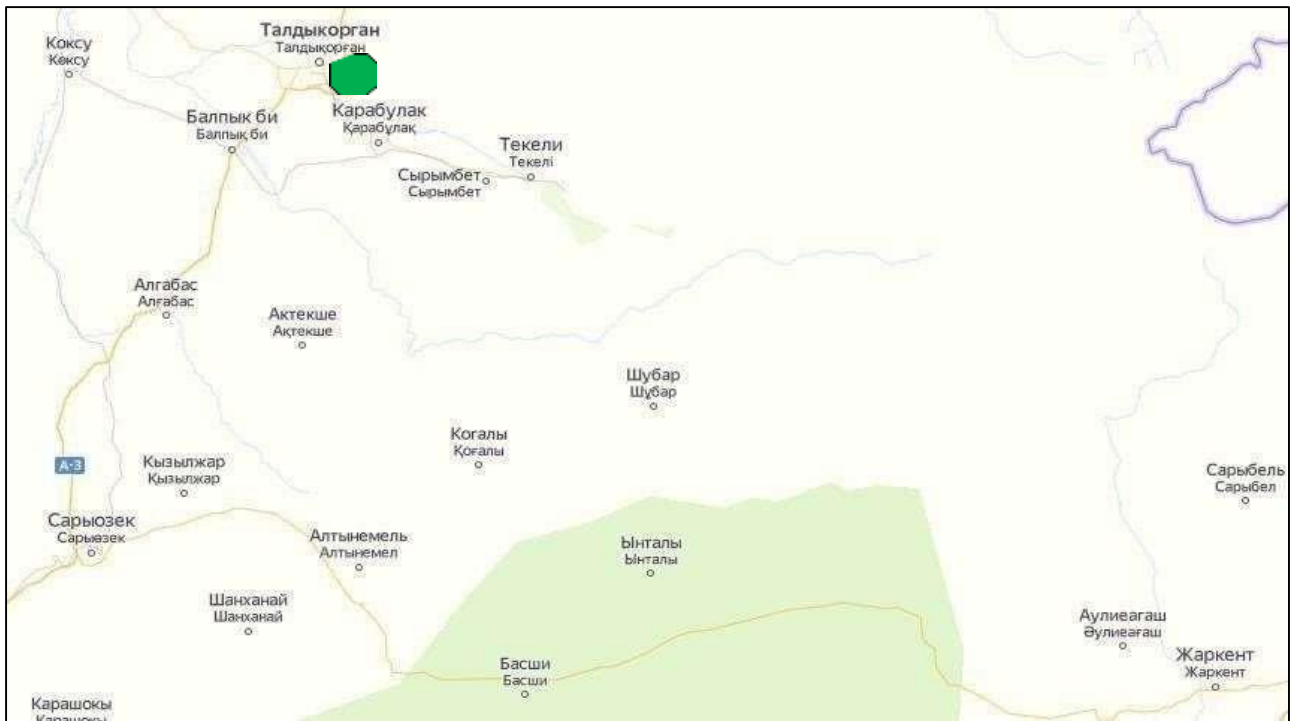 Талдыкорган
Талдықорған
Коксу
Көксу
Балпык би
Балпық би
Карабулак
Қарабұлақ
Текели
Текелі
Сырымбет
Сырымбет
Алгабас
Алғабас
Актекше
Ақтекше
Шубар
Шұбар
Когалы
Қоғалы
A-3
Кызылжар
Қызылжар
Сарыбель
Сарыбел
Сарыозек
Сарыөзек
Алтынемель
Алтынемел
Ынталы
Ынталы
Шанханай
Шанханай
Аулиеагаш
Әулиеағаш
Басши
Басши
Жаркент
Жаркент
Карашокы
Карашокы